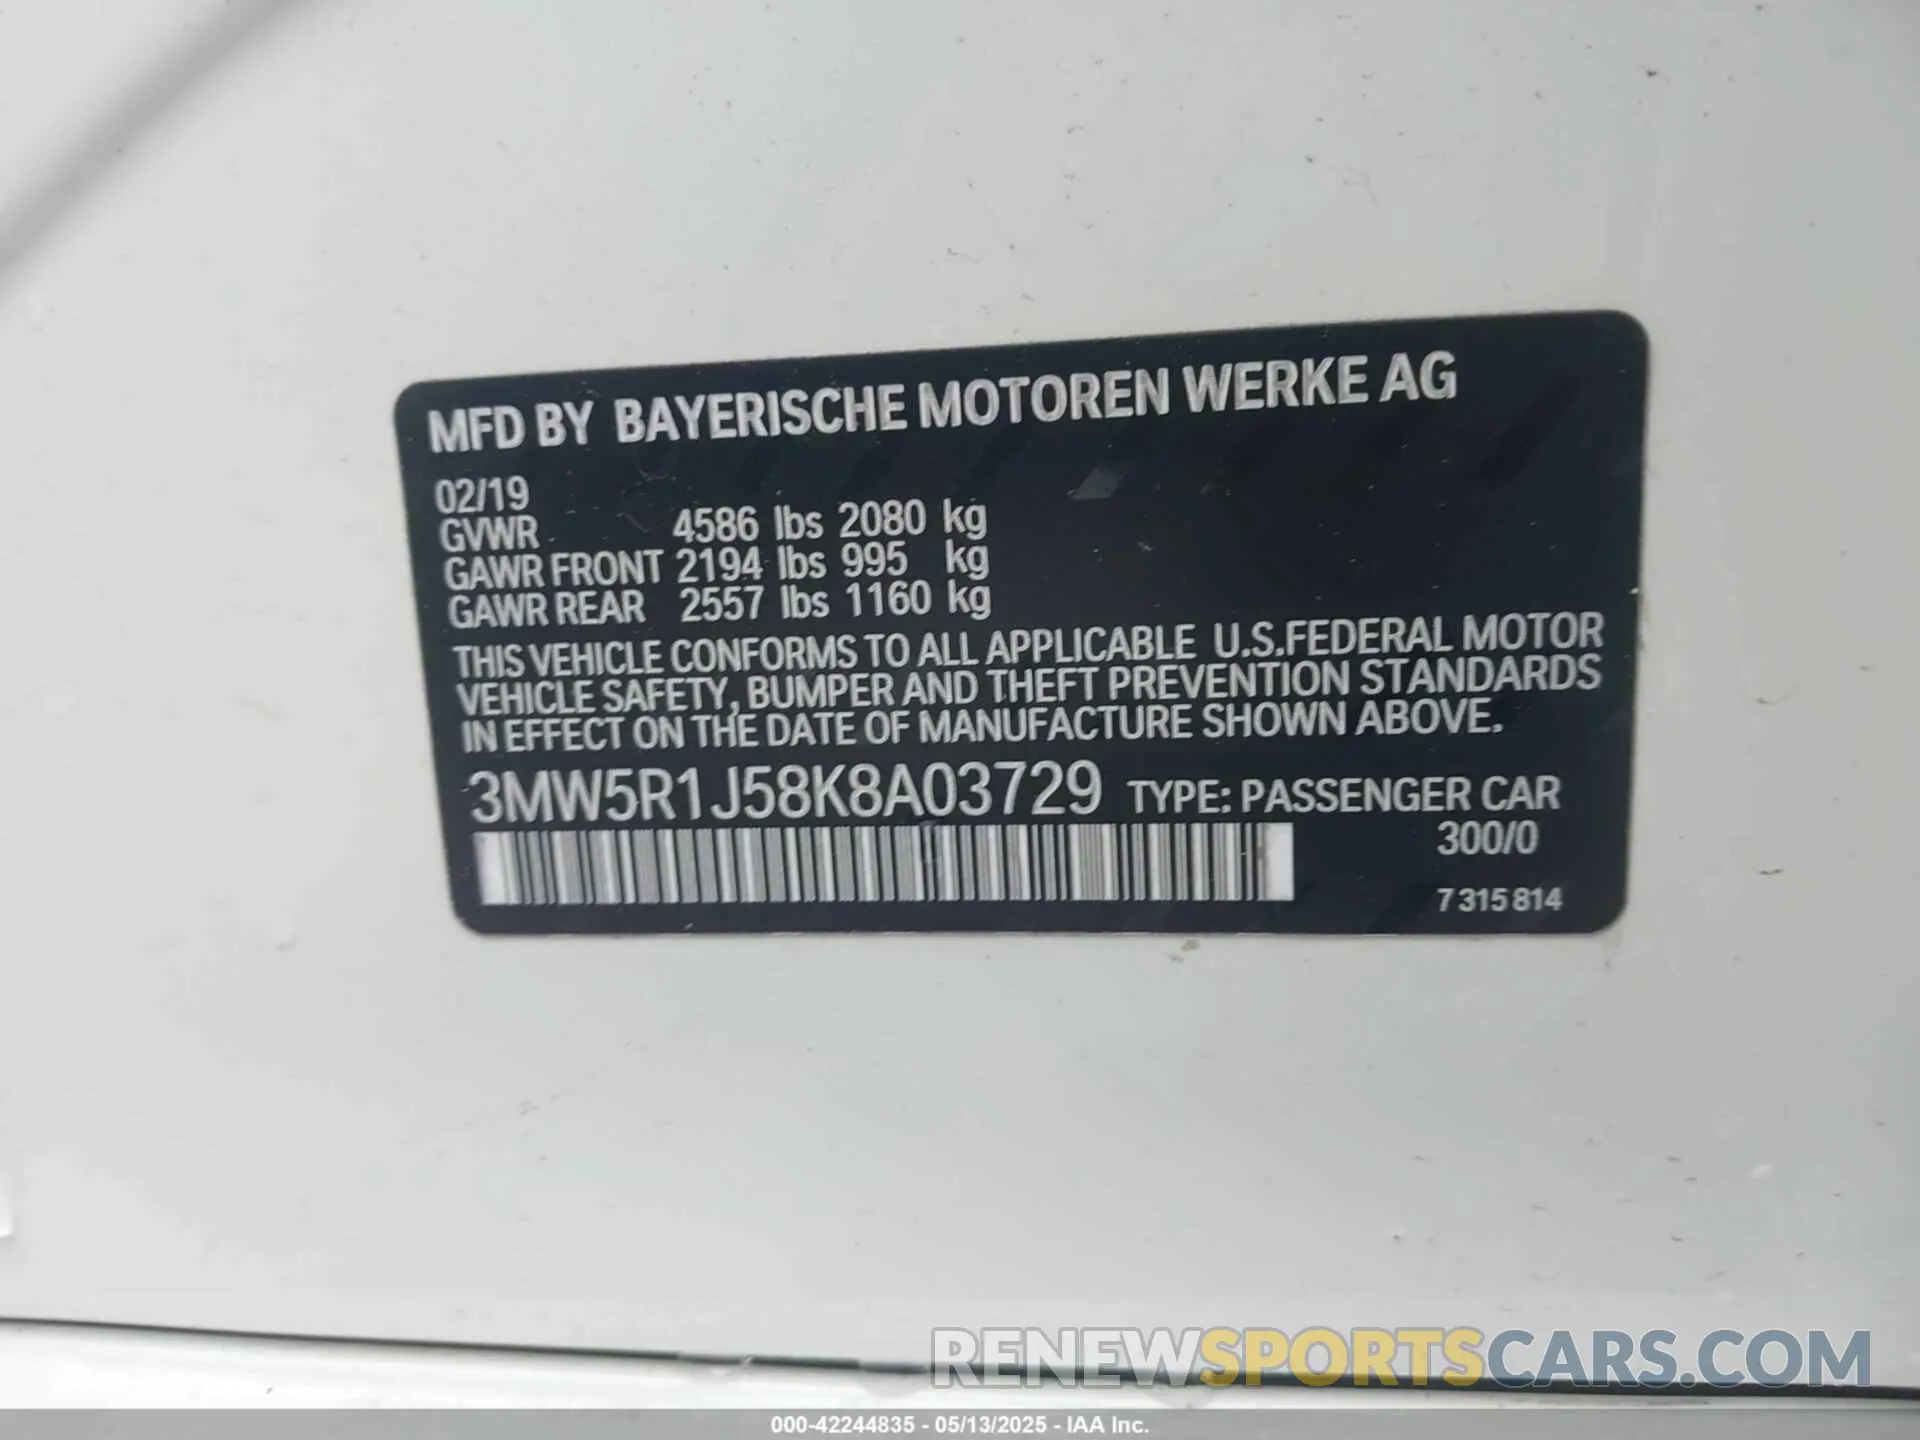 MFD BY BAYERISCHE MOTOREN WERKE AG
02/19
GVWR 4586 lbs 2080 kg
GAWR FRONT 2194 lbs 995 kg
GAWR REAR 2557 lbs 1160 kg
THIS VEHICLE CONFORMS TO ALL APPLICABLE U.S.FEDERAL MOTOR
VEHICLE SAFETY, BUMPER AND THEFT PREVENTION STANDARDS
IN EFFECT ON THE DATE OF MANUFACTURE SHOWN ABOVE.
3MW5R1J58K8A03729 TYPE: PASSENGER CAR
300/0
7 315 814
RENEWSPORTSCARS.COM
000-42244835 - 05/13/2025 - IAA Inc.